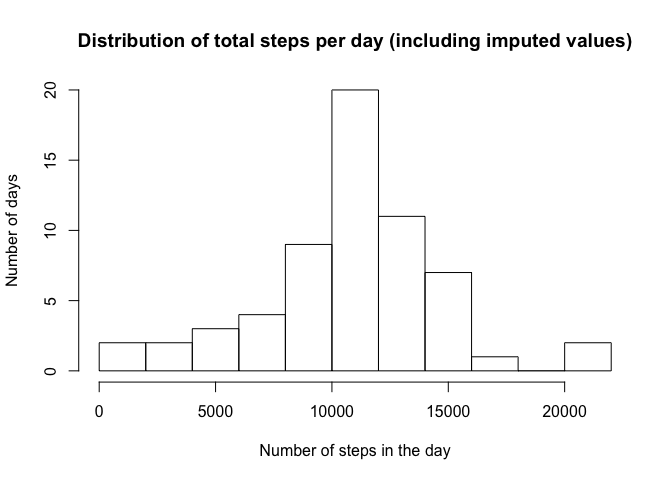 Distribution of total steps per day (including imputed values)
20
15
10
5
0
Number of days
0 5000 10000 15000 20000
Number of steps in the day